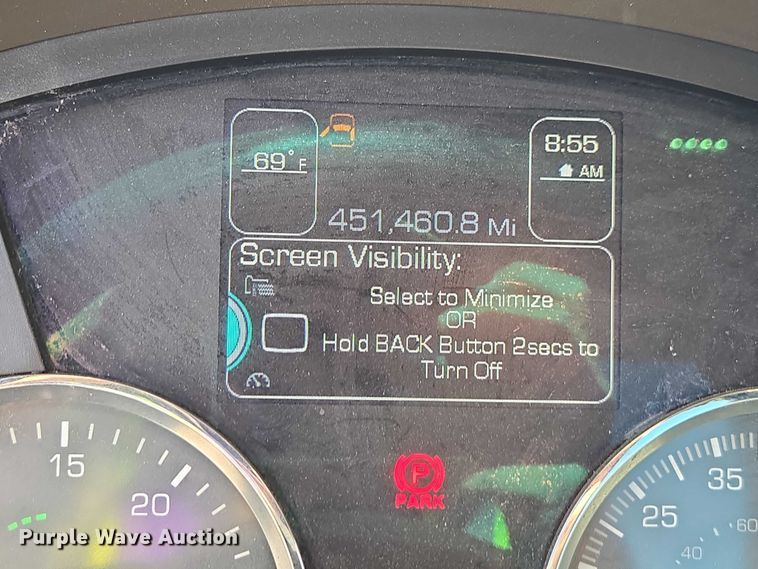 69° F
8:55
AM
451,460.8 Mi
Screen Visibility:
Select to Minimize
OR
Hold BACK Button 2secs to
Turn Off
P
PARK
15
20
25
35
40
60
Purple Wave Auction